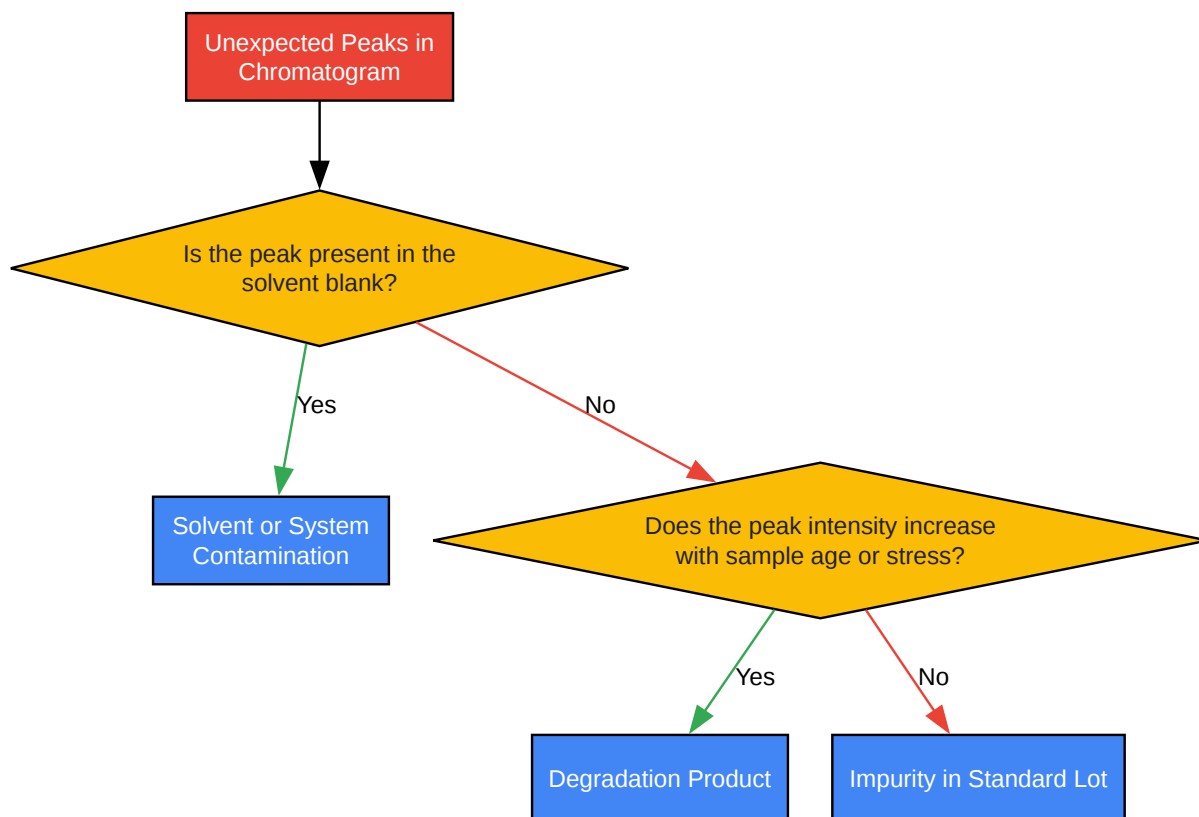 Unexpected Peaks in
Chromatogram
Is the peak present in the
solvent blank?
Yes
No
Solvent or System
Contamination
Does the peak intensity increase
with sample age or stress?
Yes
No
Degradation Product
Impurity in Standard Lot